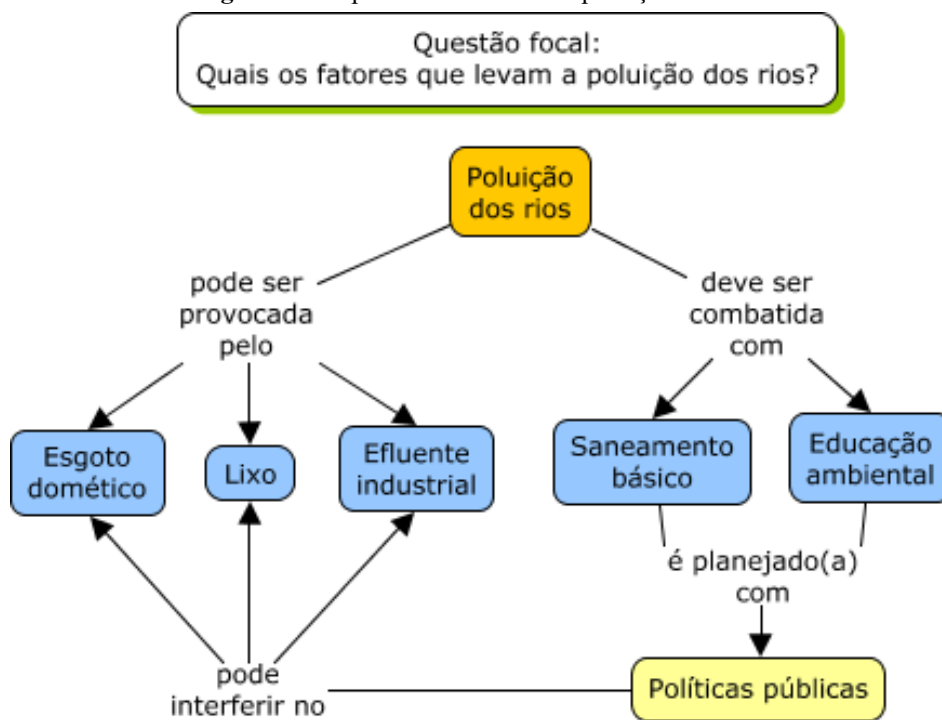 Questão focal:
Quais os fatores que levam a poluição dos rios?
Poluição
dos rios
pode ser
provocada
pelo
deve ser
combatida
com
Esgoto
domético
Lixo
Efluente
industrial
Saneamento
básico
Educação
ambiental
é planejado(a)
com
pode
interferir no
Políticas públicas